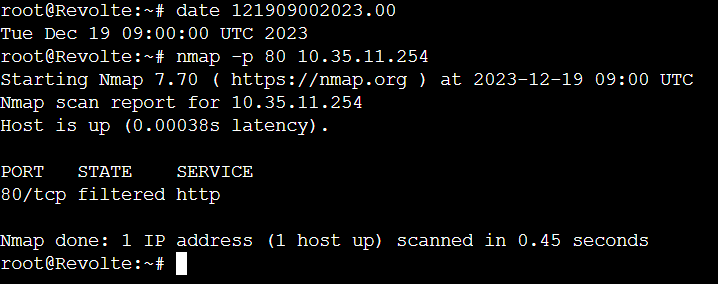 root@Revolte:~# date 121909002023.00
Tue Dec 19 09:00:00 UTC 2023
root@Revolte:~# nmap -p 80 10.35.11.254
Starting Nmap 7.70 ( https://nmap.org ) at 2023-12-19 09:00 UTC
Nmap scan report for 10.35.11.254
Host is up (0.00038s latency).
PORT   STATE    SERVICE
80/tcp filtered http
Nmap done: 1 IP address (1 host up) scanned in 0.45 seconds
root@Revolte:~#